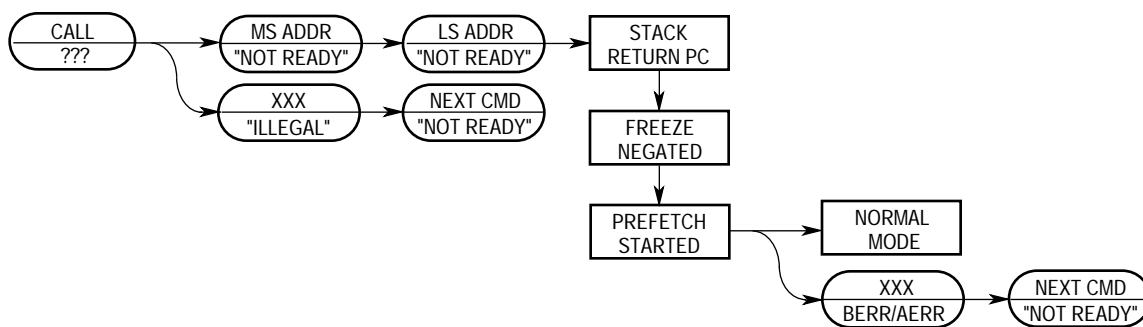 CALL
???
MS ADDR
"NOT READY"
LS ADDR
"NOT READY"
STACK
RETURN PC
XXX
"ILLEGAL"
NEXT CMD
"NOT READY"
FREEZE
NEGATED
PREFETCH
STARTED
NORMAL
MODE
XXX
BERR/AERR
NEXT CMD
"NOT READY"